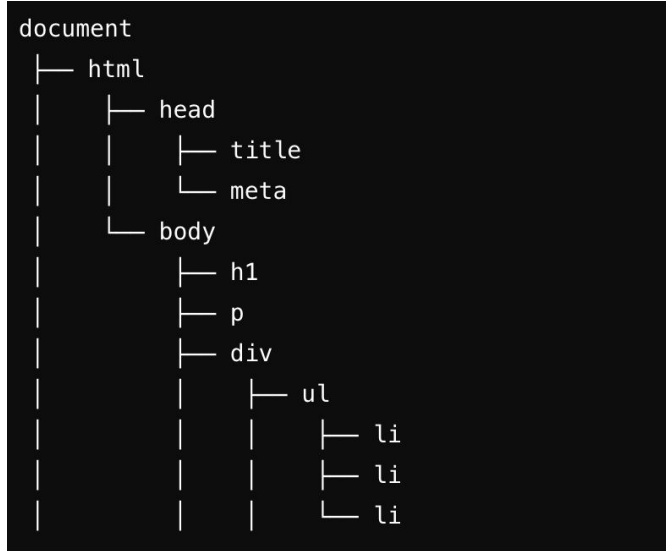 document
├── html
│    ├── head
│    │    ├── title
│    │    └── meta
│    └── body
│         ├── h1
│         ├── p
│         ├── div
│         │    ├── ul
│         │    │    ├── li
│         │    │    ├── li
│         │    │    └── li